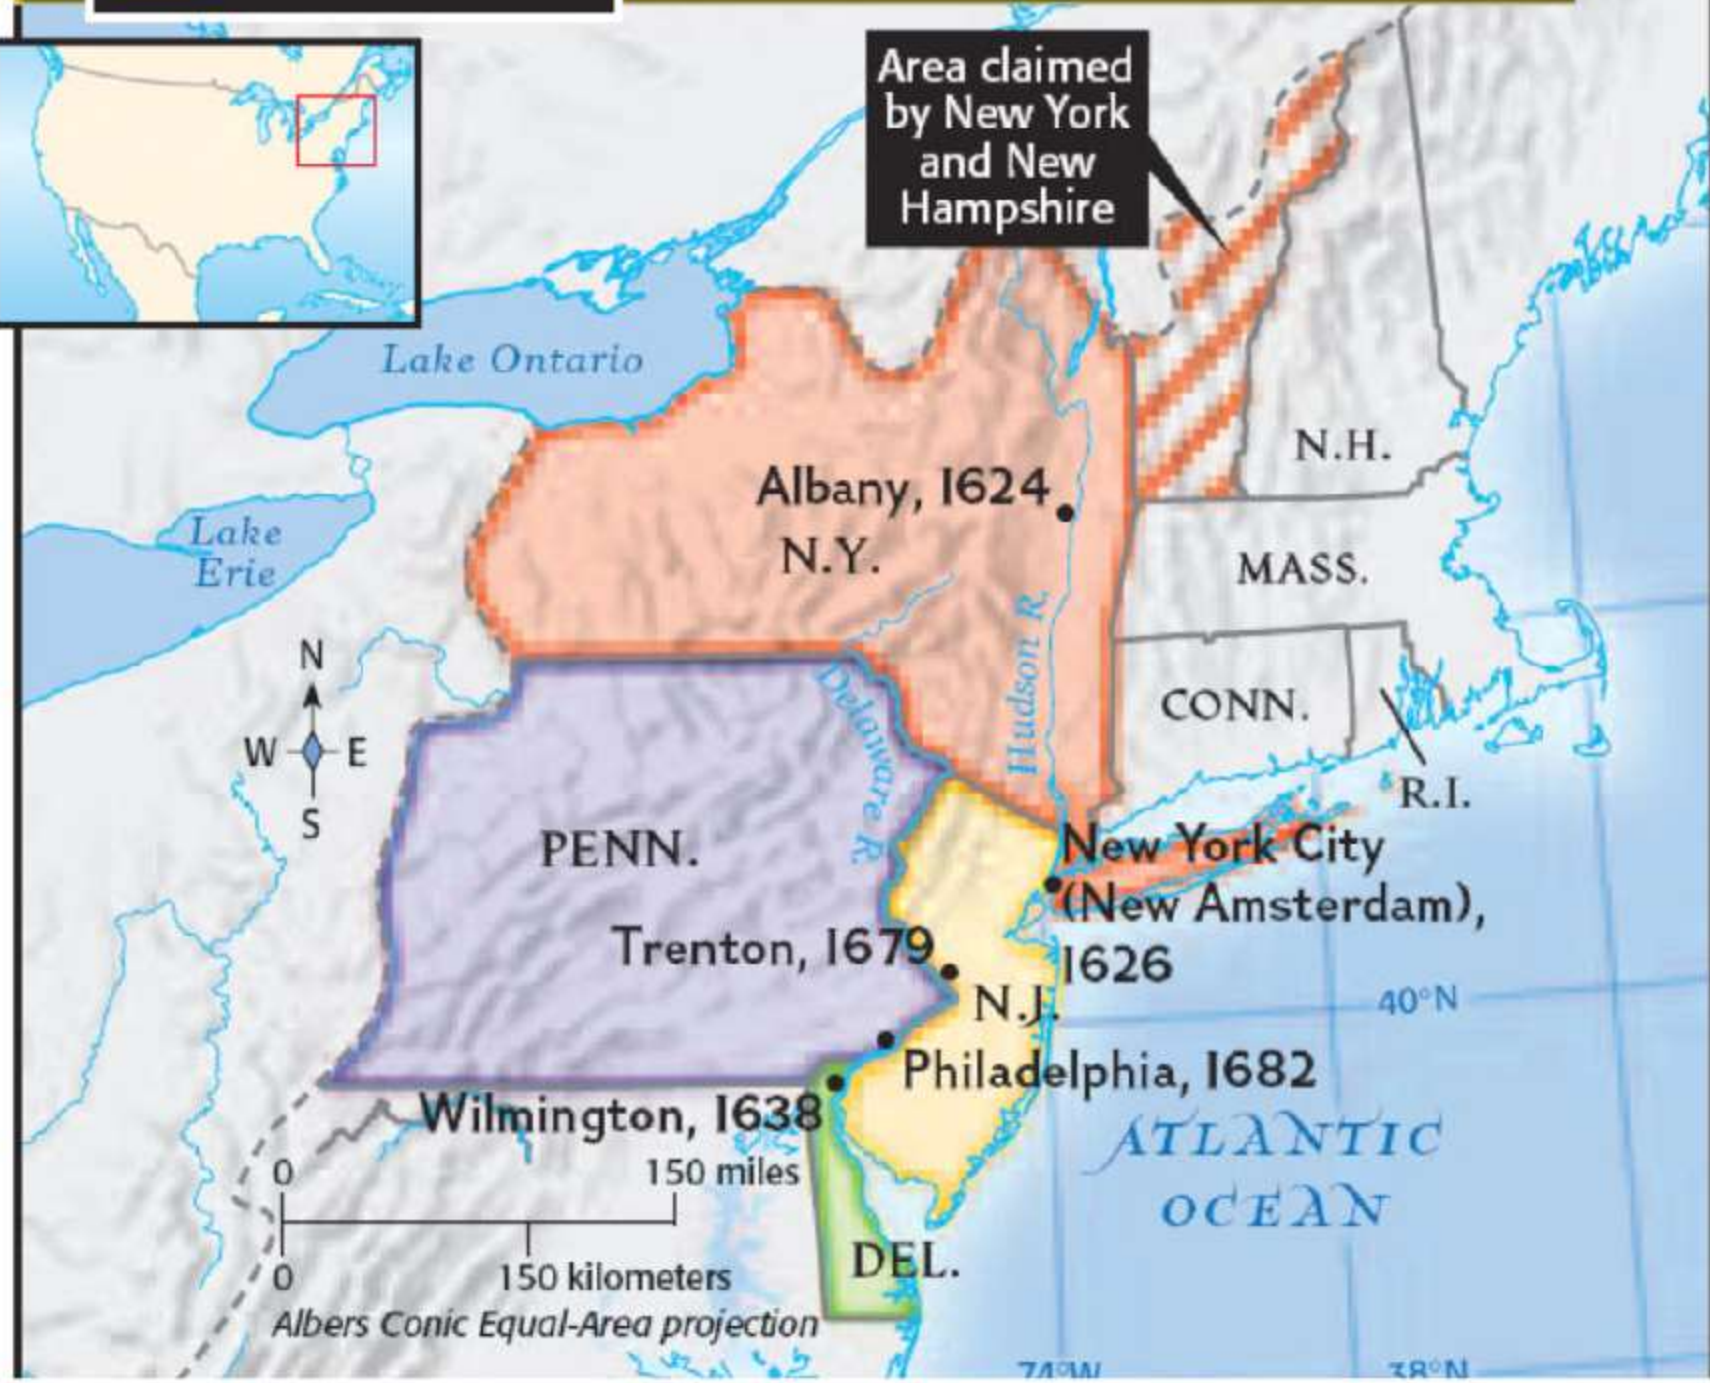 Area claimed
by New York
and New
Hampshire
Lake Ontario
N.H.
Albany, 1624
Lake
Erie
N.Y.
MASS.
Hudson R.
N
W E
S
Delaware R.
CONN.
R.I.
PENN.
New York City
(New Amsterdam),
1626
Trenton, 1679
N.J.
40°N
Philadelphia, 1682
Wilmington, 1638
ATLANTIC
OCEAN
0 150 miles
0 150 kilometers
DEL.
Albers Conic Equal-Area projection
74°W
38°N